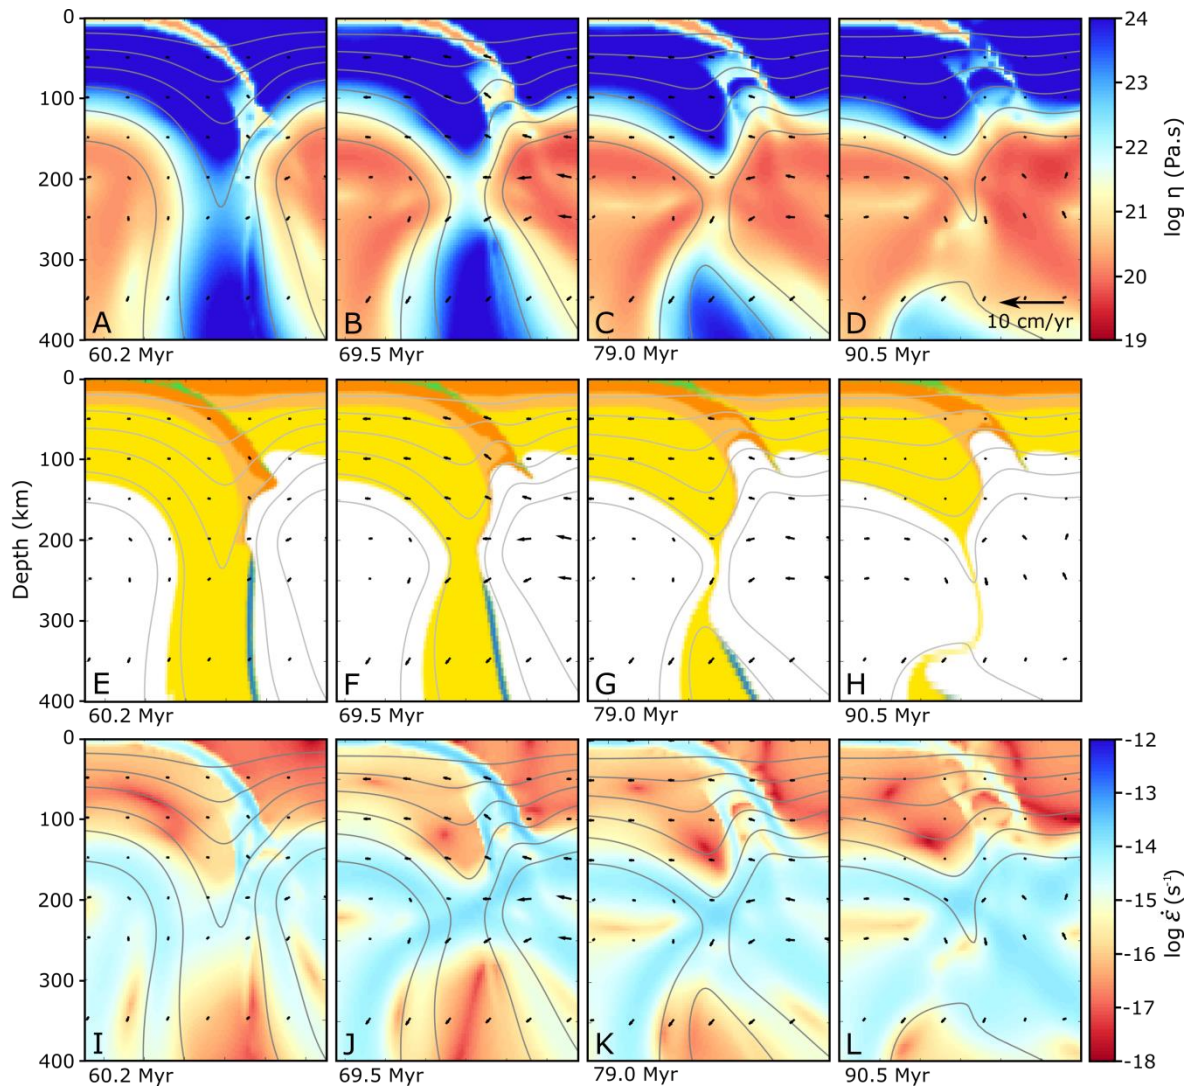 0
100
200
300
400
A
60.2 Myr
B
69.5 Myr
C
79.0 Myr
D
10 cm/yr
90.5 Myr
24
23
22
21
20
19
log η (Pa.s)
0
100
200
300
400
Depth (km)
E
60.2 Myr
F
69.5 Myr
G
79.0 Myr
H
90.5 Myr
0
100
200
300
400
I
60.2 Myr
J
69.5 Myr
K
79.0 Myr
L
90.5 Myr
-12
-13
-14
-15
-16
-17
-18
log ε̇ (s⁻¹)